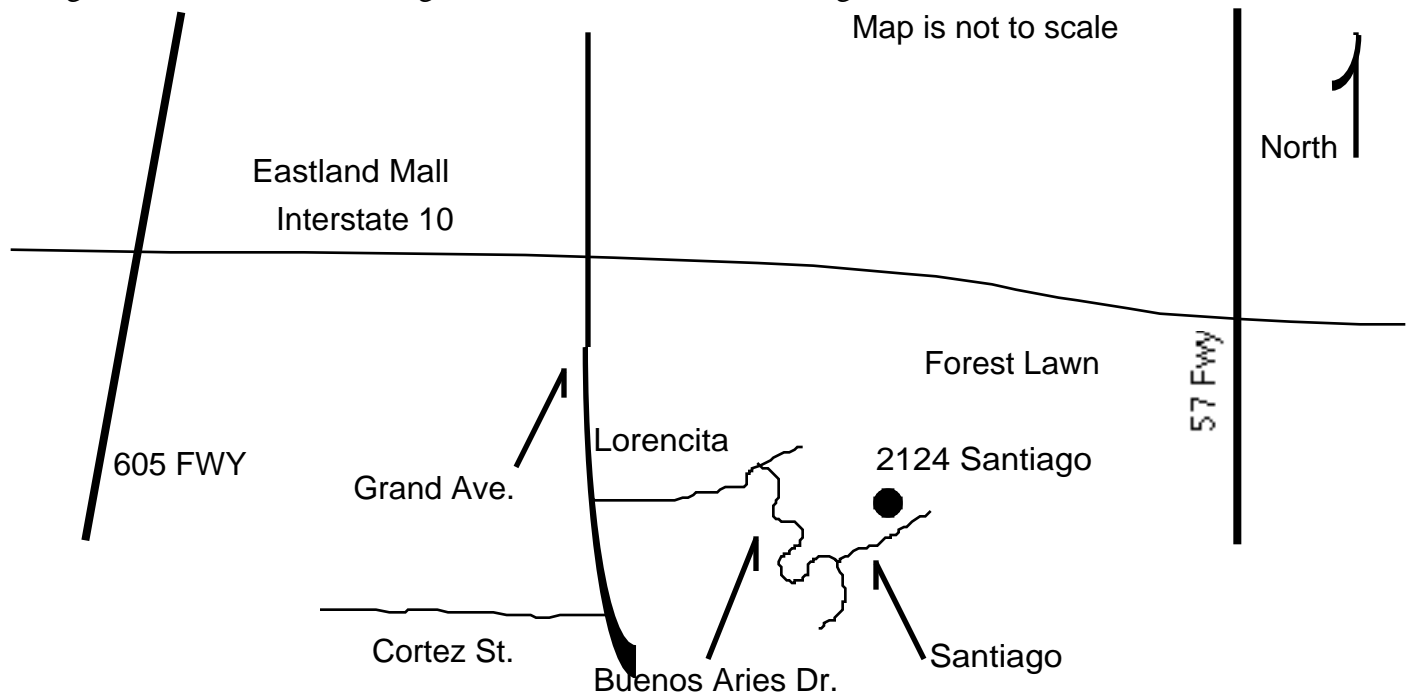 Map is not to scale
North
Eastland Mall
Interstate 10
57 Fwy
Forest Lawn
Lorencita
605 FWY
2124 Santiago
Grand Ave.
Cortez St.
Santiago
Buenos Aries Dr.